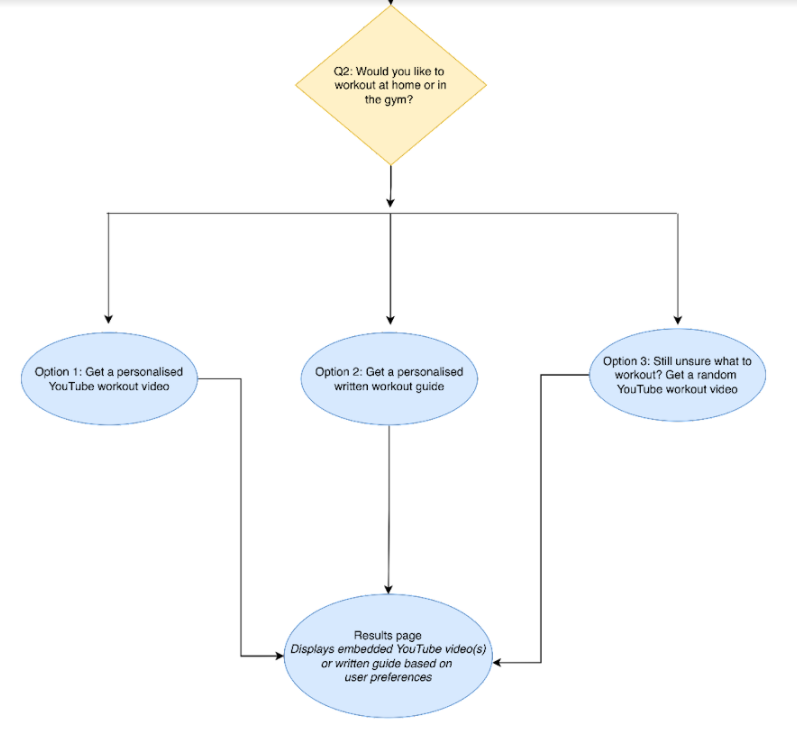 Q2: Would you like to
workout at home or in
the gym?
Option 1: Get a personalised
YouTube workout video
Option 2: Get a personalised
written workout guide
Option 3: Still unsure what to
workout? Get a random
YouTube workout video
Results page
Displays embedded YouTube video(s)
or written guide based on
user preferences